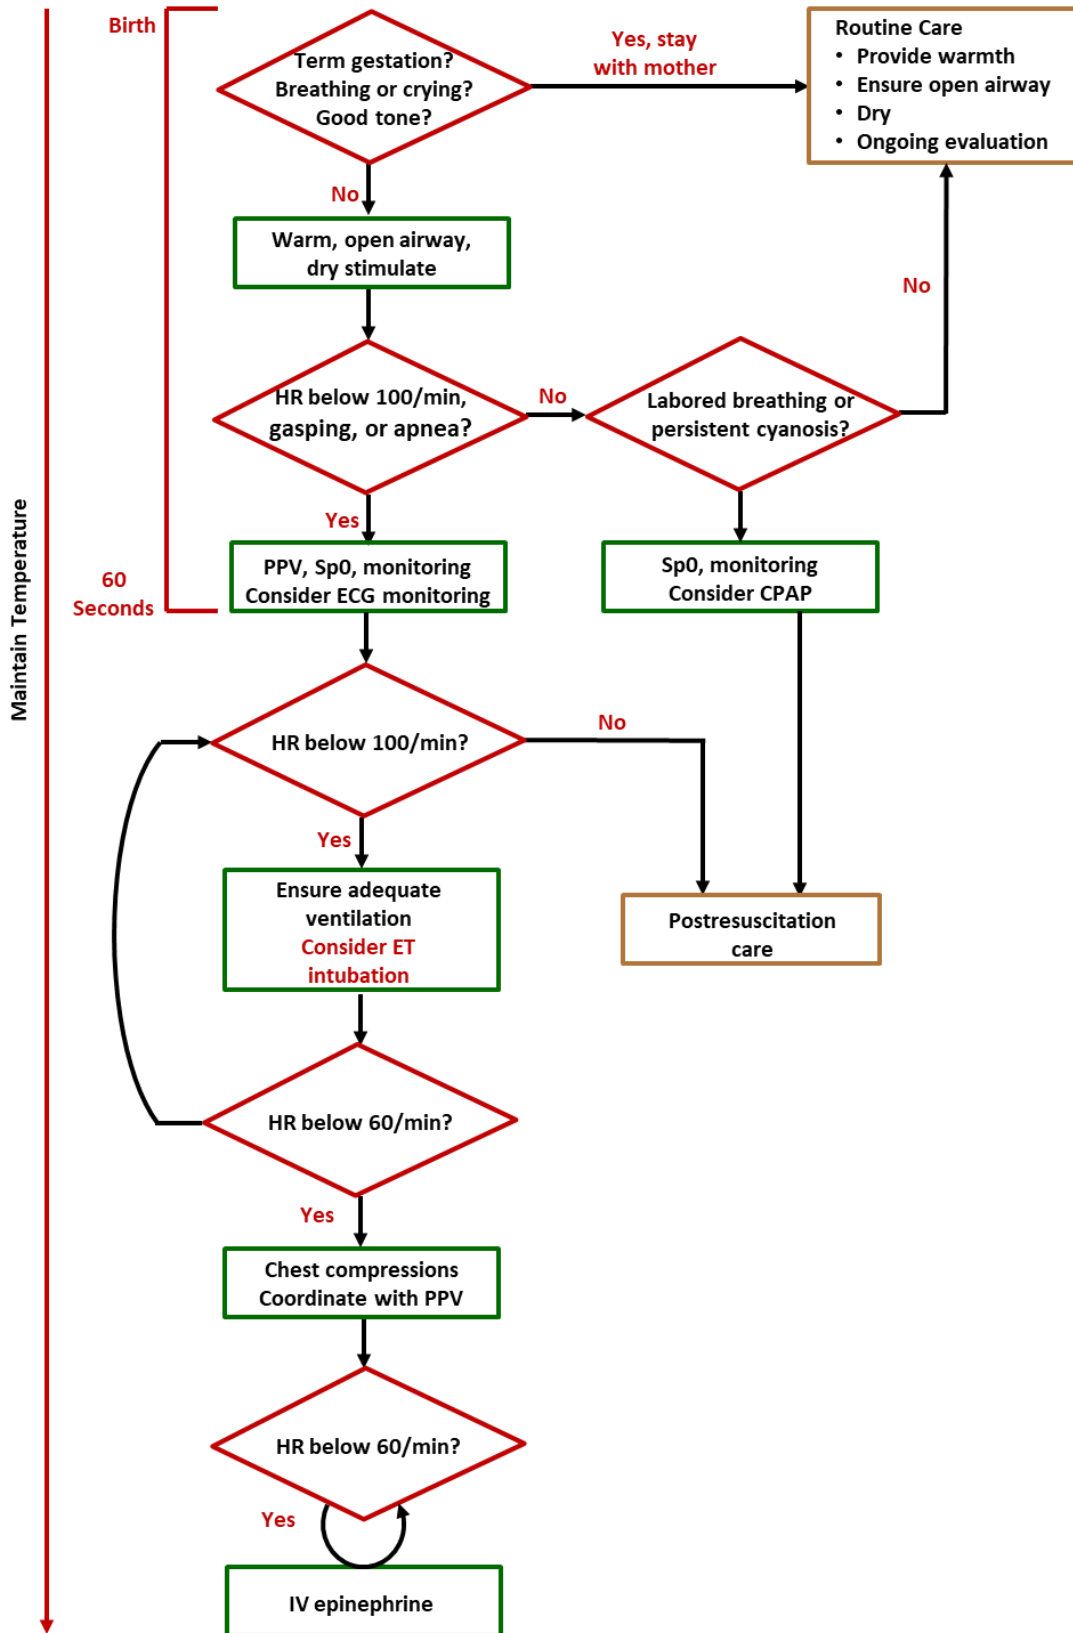 Birth
Term gestation?
Breathing or crying?
Good tone?
Yes, stay
with mother
Routine Care
• Provide warmth
• Ensure open airway
• Dry
• Ongoing evaluation
No
Warm, open airway,
dry stimulate
No
HR below 100/min,
gasping, or apnea?
No
Labored breathing or
persistent cyanosis?
Yes
PPV, Sp0, monitoring
Consider ECG monitoring
Sp0, monitoring
Consider CPAP
60
Seconds
Maintain Temperature
HR below 100/min?
No
Yes
Ensure adequate
ventilation
Consider ET
intubation
Postresuscitation
care
HR below 60/min?
Yes
Chest compressions
Coordinate with PPV
HR below 60/min?
Yes
IV epinephrine